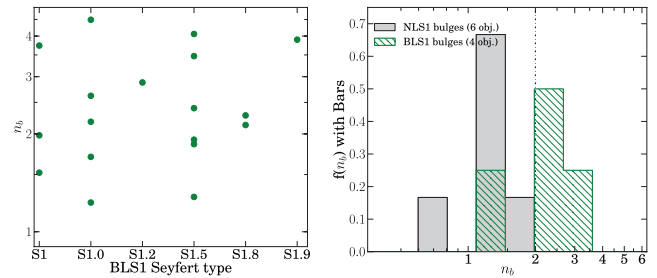 4
3
2
1
n_b
S1 S1.0 S1.2 S1.5 S1.8 S1.9
BLS1 Seyfert type
0.7
0.6
0.5
0.4
0.3
0.2
0.1
0.0
f(n_b) with Bars
NLS1 bulges (6 obj.)
BLS1 bulges (4 obj.)
1 2 3 4 5 6
n_b